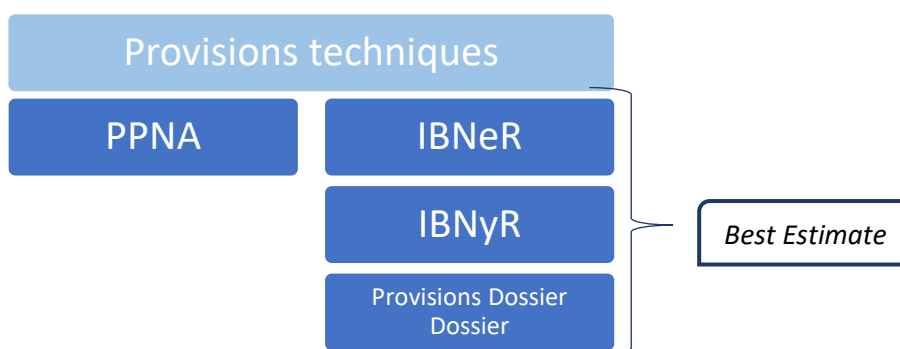 Provisions techniques
PPNA
IBNeR
IBNyR
Provisions Dossier
Dossier
Best Estimate